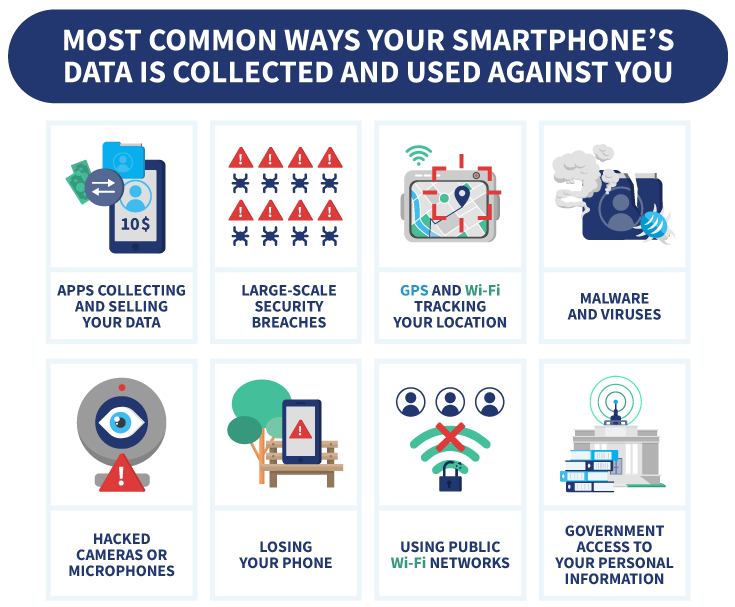 MOST COMMON WAYS YOUR SMARTPHONE'S
DATA IS COLLECTED AND USED AGAINST YOU
10$
APPS COLLECTING
AND SELLING
YOUR DATA
LARGE-SCALE
SECURITY
BREACHES
GPS AND Wi-Fi
TRACKING
YOUR LOCATION
MALWARE
AND VIRUSES
HACKED
CAMERAS OR
MICROPHONES
LOSING
YOUR PHONE
USING PUBLIC
Wi-Fi NETWORKS
GOVERNMENT
ACCESS TO
YOUR PERSONAL
INFORMATION